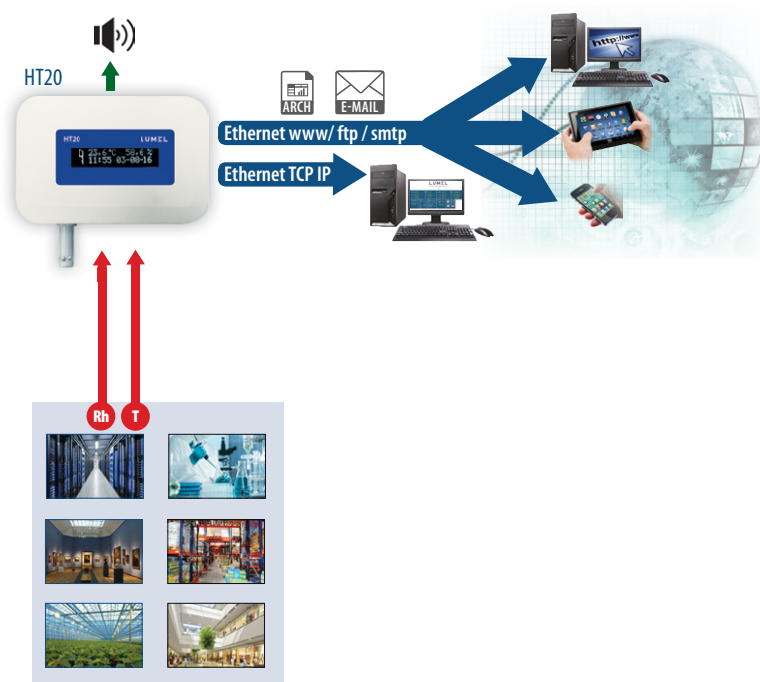 HT20
ARCH
E-MAIL
http://www
HT20 LUMEL
23.6°C 58.6 %
11:55 03-08-16
Ethernet www/ ftp / smtp
Ethernet TCP IP
LUMEL
Rh T